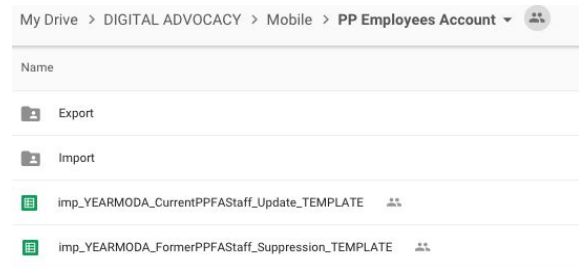 My Drive > DIGITAL ADVOCACY > Mobile > PP Employees Account
Name
Export
Import
imp_YEARMODA_CurrentPPFAStaff_Update_TEMPLATE
imp_YEARMODA_FormerPPFAStaff_Suppression_TEMPLATE